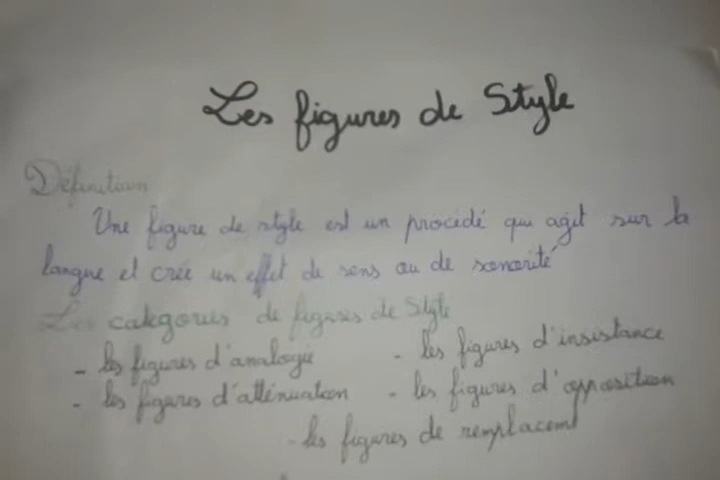 Les figures de Style
Définition
Une figure de style est un procédé qui agit sur la
langue et crée un effet de sens ou de sonorité
Les catégories de figures de Style
- les figures d'analogie - les figures d'insistance
- les figures d'atténuation - les figures d'opposition
- les figures de remplacement